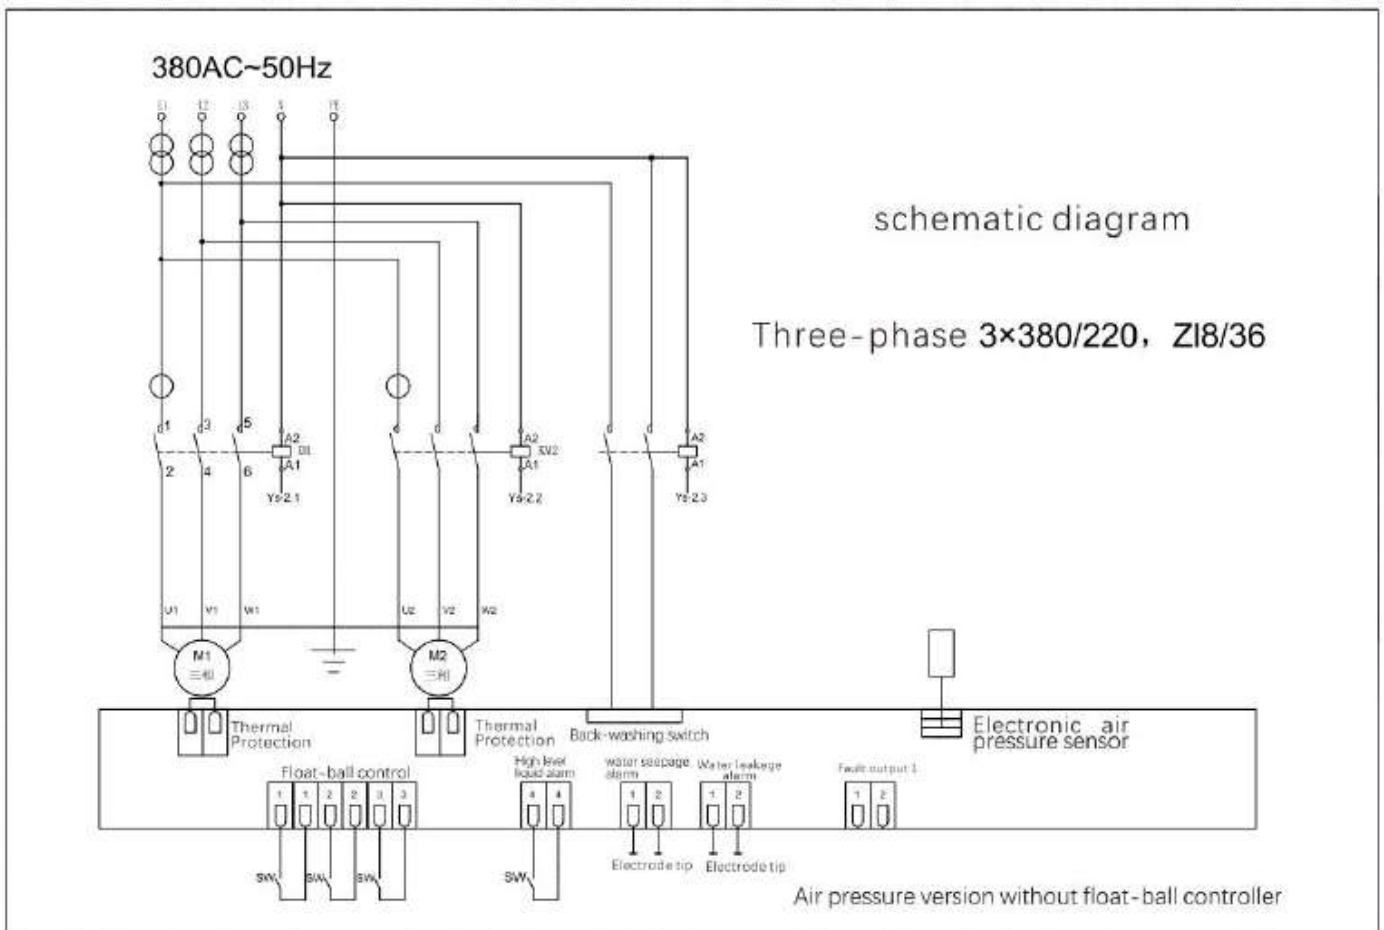 380AC~50Hz
L1 L2 L3 N PE
schematic diagram
Three-phase 3×380/220, ZI8/36
1 3 5 A2 A2 A2
KM2
2 4 6 A1 A1 A1
Ys-2.1 Ys-2.2 Ys-2.3
U1 V1 W1 U2 V2 W2
M1 M2
三相 三相
Thermal
Protection
Thermal
Protection
Back-washing switch
Electronic air
pressure sensor
Float-ball control
High level
liquid alarm
water seepage
alarm
Water leakage
alarm
Fault output 1
1 1 2 2 3 3 4 4 1 2 1 2 1 2
Electrode tip Electrode tip
SW SW SW SW
Air pressure version without float-ball controller